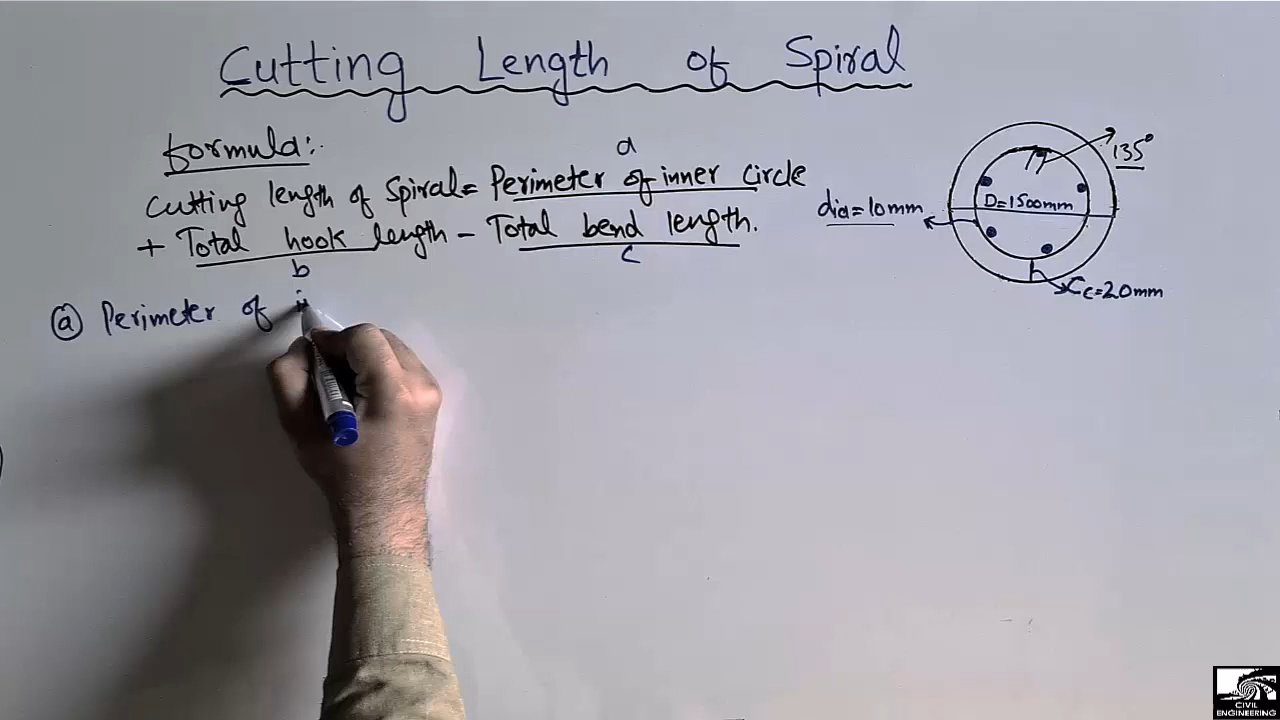 Cutting Length of Spiral
formula:
a
Cutting length of Spiral = Perimeter of inner Circle
+ Total hook length - Total bend length.
b
c
ⓐ Perimeter of
135°
D=1500mm
dia=10mm
Cc=20mm
CIVIL
ENGINEERING